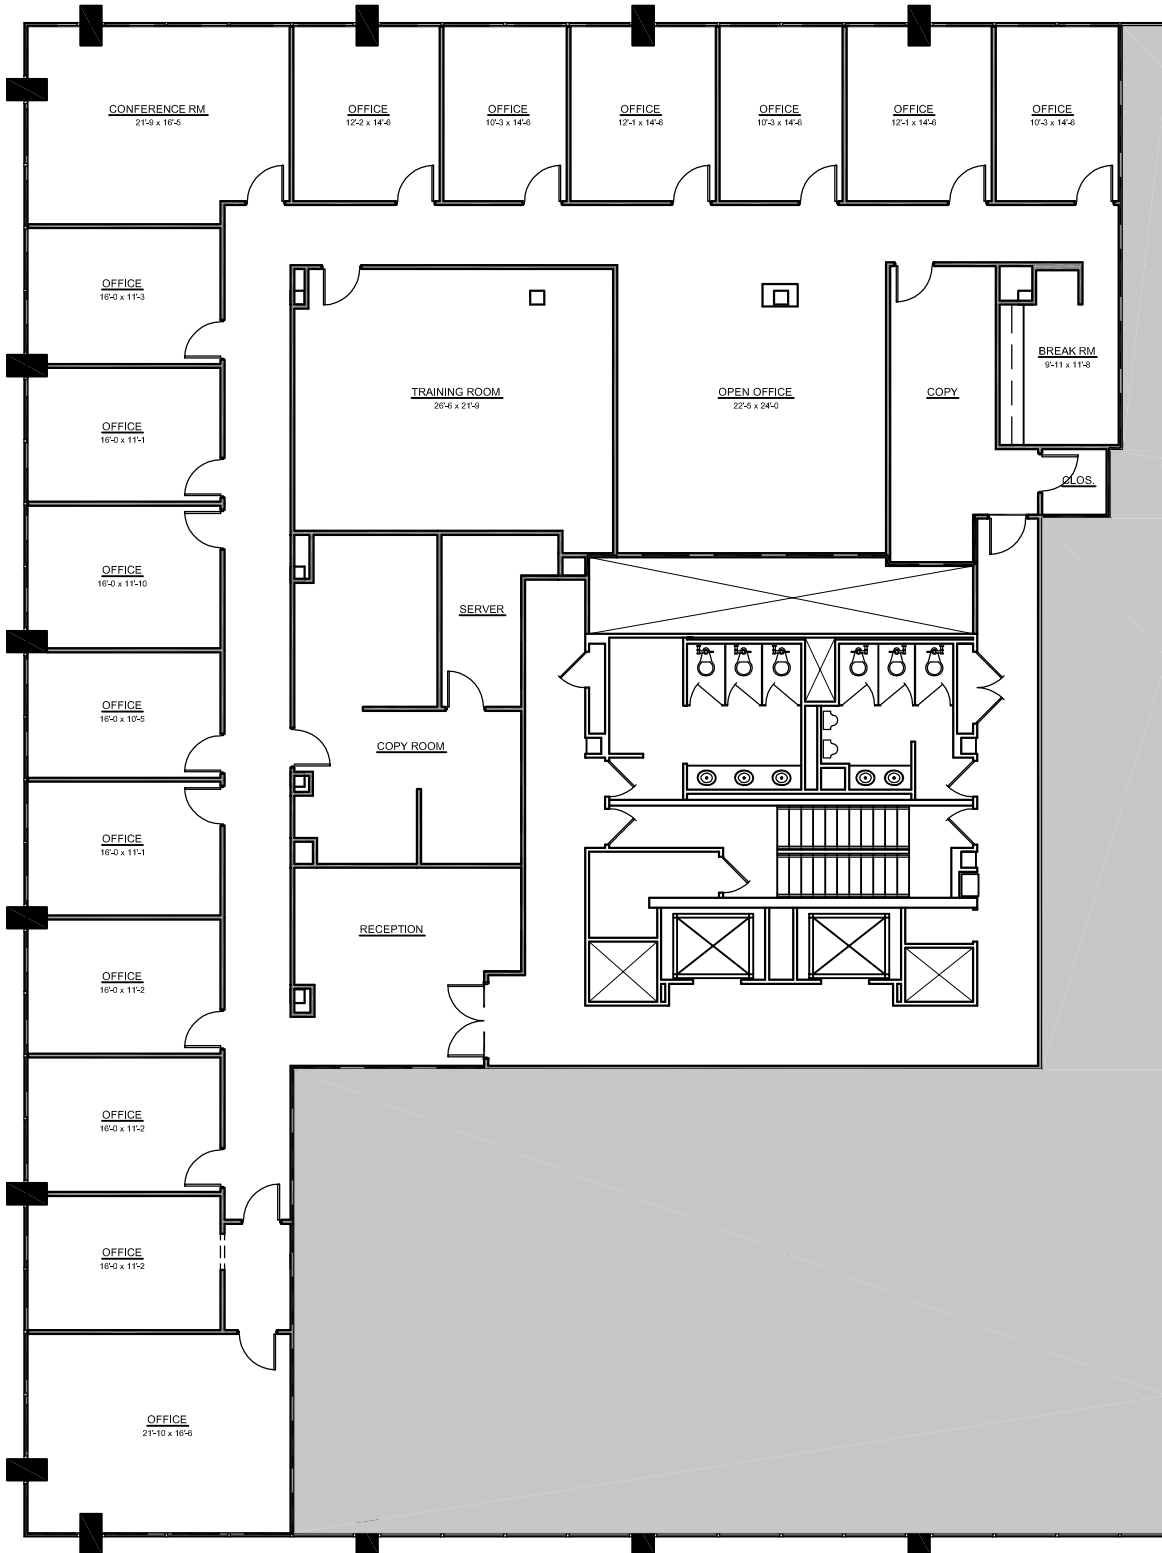 CONFERENCE RM
21'-9 x 16'-5
OFFICE
12'-2 x 14'-6
OFFICE
10'-3 x 14'-6
OFFICE
12'-1 x 14'-6
OFFICE
10'-3 x 14'-6
OFFICE
12'-1 x 14'-6
OFFICE
10'-3 x 14'-6
OFFICE
16'-0 x 11'-3
TRAINING ROOM
26'-6 x 21'-9
OPEN OFFICE
22'-5 x 24'-0
COPY
BREAK RM
9'-11 x 11'-8
OFFICE
16'-0 x 11'-1
CLOS.
OFFICE
16'-0 x 11'-10
SERVER
OFFICE
16'-0 x 10'-5
COPY ROOM
OFFICE
16'-0 x 11'-1
RECEPTION
OFFICE
16'-0 x 11'-2
OFFICE
16'-0 x 11'-2
OFFICE
16'-0 x 11'-2
OFFICE
21'-10 x 16'-6